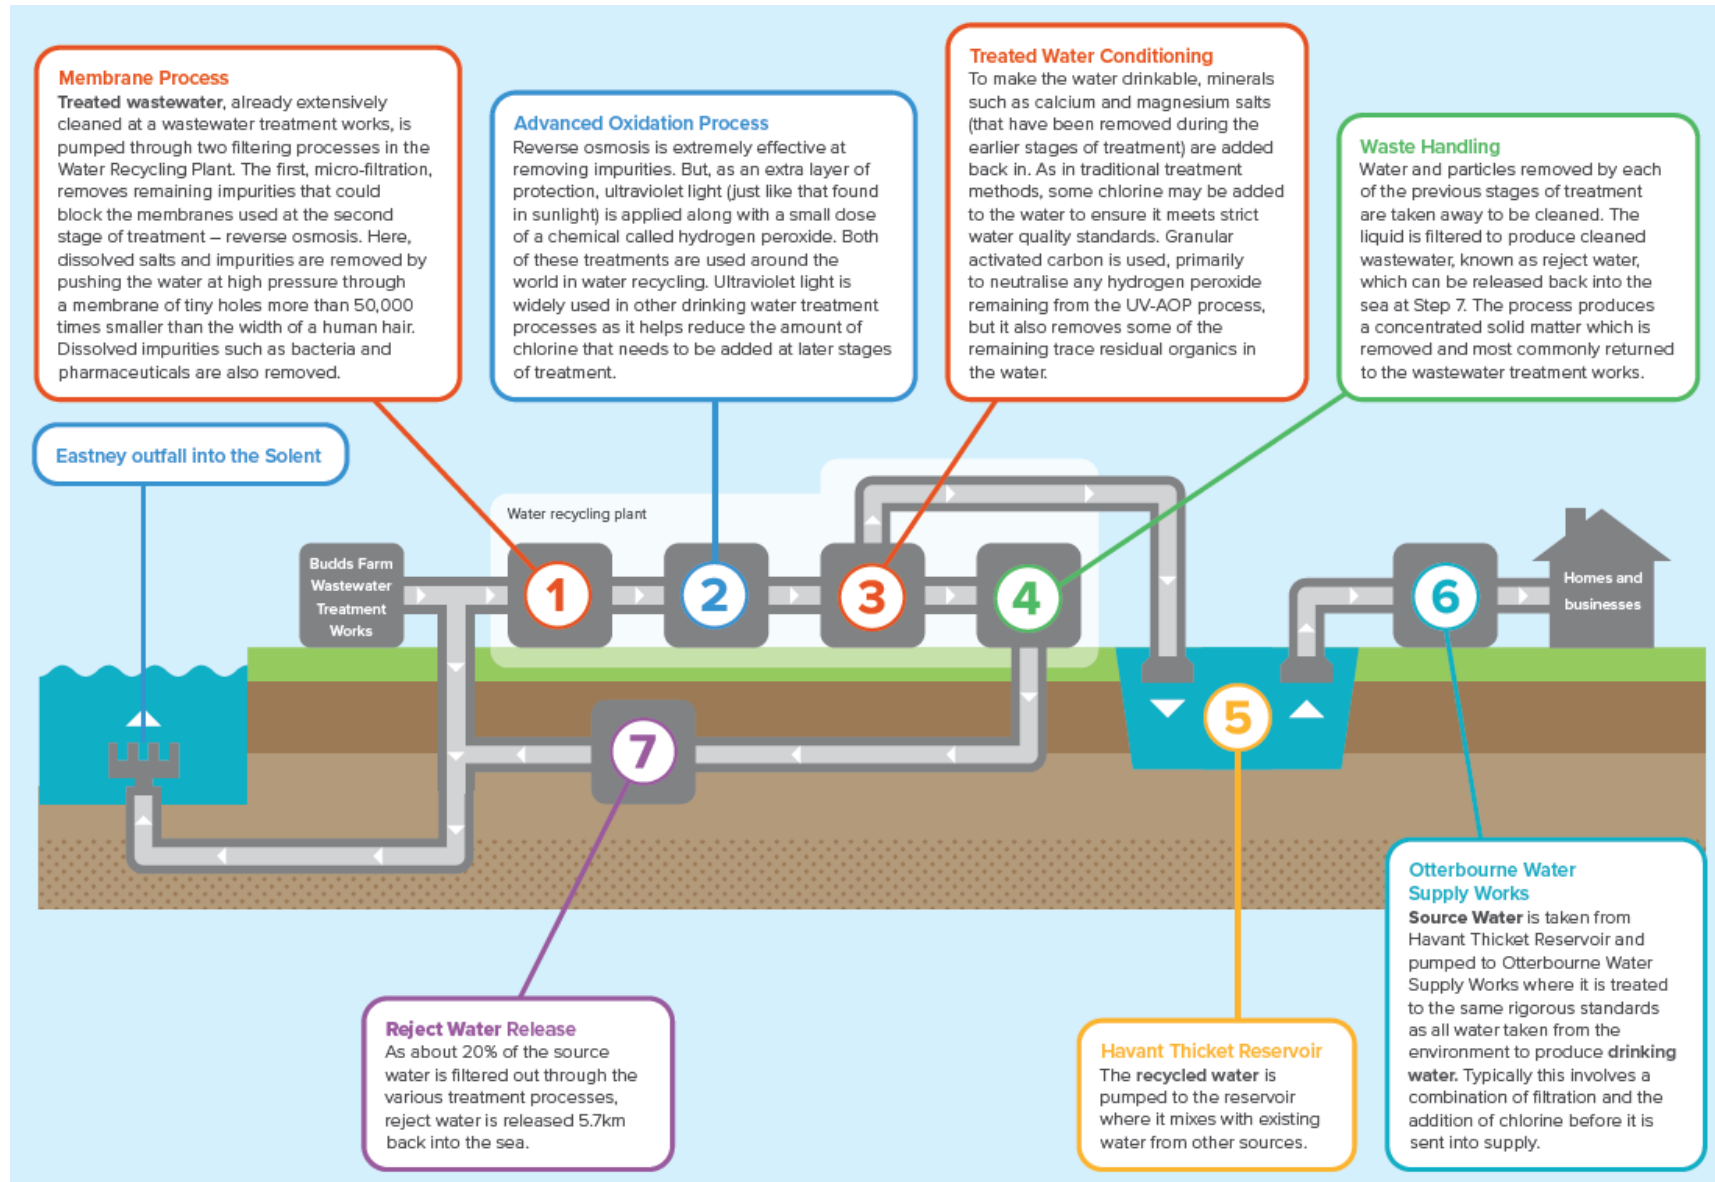 Membrane Process
Treated wastewater, already extensively
cleaned at a wastewater treatment works, is
pumped through two filtering processes in the
Water Recycling Plant. The first, micro-filtration,
removes remaining impurities that could
block the membranes used at the second
stage of treatment – reverse osmosis. Here,
dissolved salts and impurities are removed by
pushing the water at high pressure through
a membrane of tiny holes more than 50,000
times smaller than the width of a human hair.
Dissolved impurities such as bacteria and
pharmaceuticals are also removed.
Advanced Oxidation Process
Reverse osmosis is extremely effective at
removing impurities. But, as an extra layer of
protection, ultraviolet light (just like that found
in sunlight) is applied along with a small dose
of a chemical called hydrogen peroxide. Both
of these treatments are used around the
world in water recycling. Ultraviolet light is
widely used in other drinking water treatment
processes as it helps reduce the amount of
chlorine that needs to be added at later stages
of treatment.
Treated Water Conditioning
To make the water drinkable, minerals
such as calcium and magnesium salts
(that have been removed during the
earlier stages of treatment) are added
back in. As in traditional treatment
methods, some chlorine may be added
to the water to ensure it meets strict
water quality standards. Granular
activated carbon is used, primarily
to neutralise any hydrogen peroxide
remaining from the UV-AOP process,
but it also removes some of the
remaining trace residual organics in
the water.
Waste Handling
Water and particles removed by each
of the previous stages of treatment
are taken away to be cleaned. The
liquid is filtered to produce cleaned
wastewater, known as reject water,
which can be released back into the
sea at Step 7. The process produces
a concentrated solid matter which is
removed and most commonly returned
to the wastewater treatment works.
Eastney outfall into the Solent
Water recycling plant
Budds Farm
Wastewater
Treatment
Works
1
2
3
4
5
6
7
Homes and
businesses
Reject Water Release
As about 20% of the source
water is filtered out through the
various treatment processes,
reject water is released 5.7km
back into the sea.
Havant Thicket Reservoir
The recycled water is
pumped to the reservoir
where it mixes with existing
water from other sources.
Otterbourne Water
Supply Works
Source Water is taken from
Havant Thicket Reservoir and
pumped to Otterbourne Water
Supply Works where it is treated
to the same rigorous standards
as all water taken from the
environment to produce drinking
water. Typically this involves a
combination of filtration and the
addition of chlorine before it is
sent into supply.